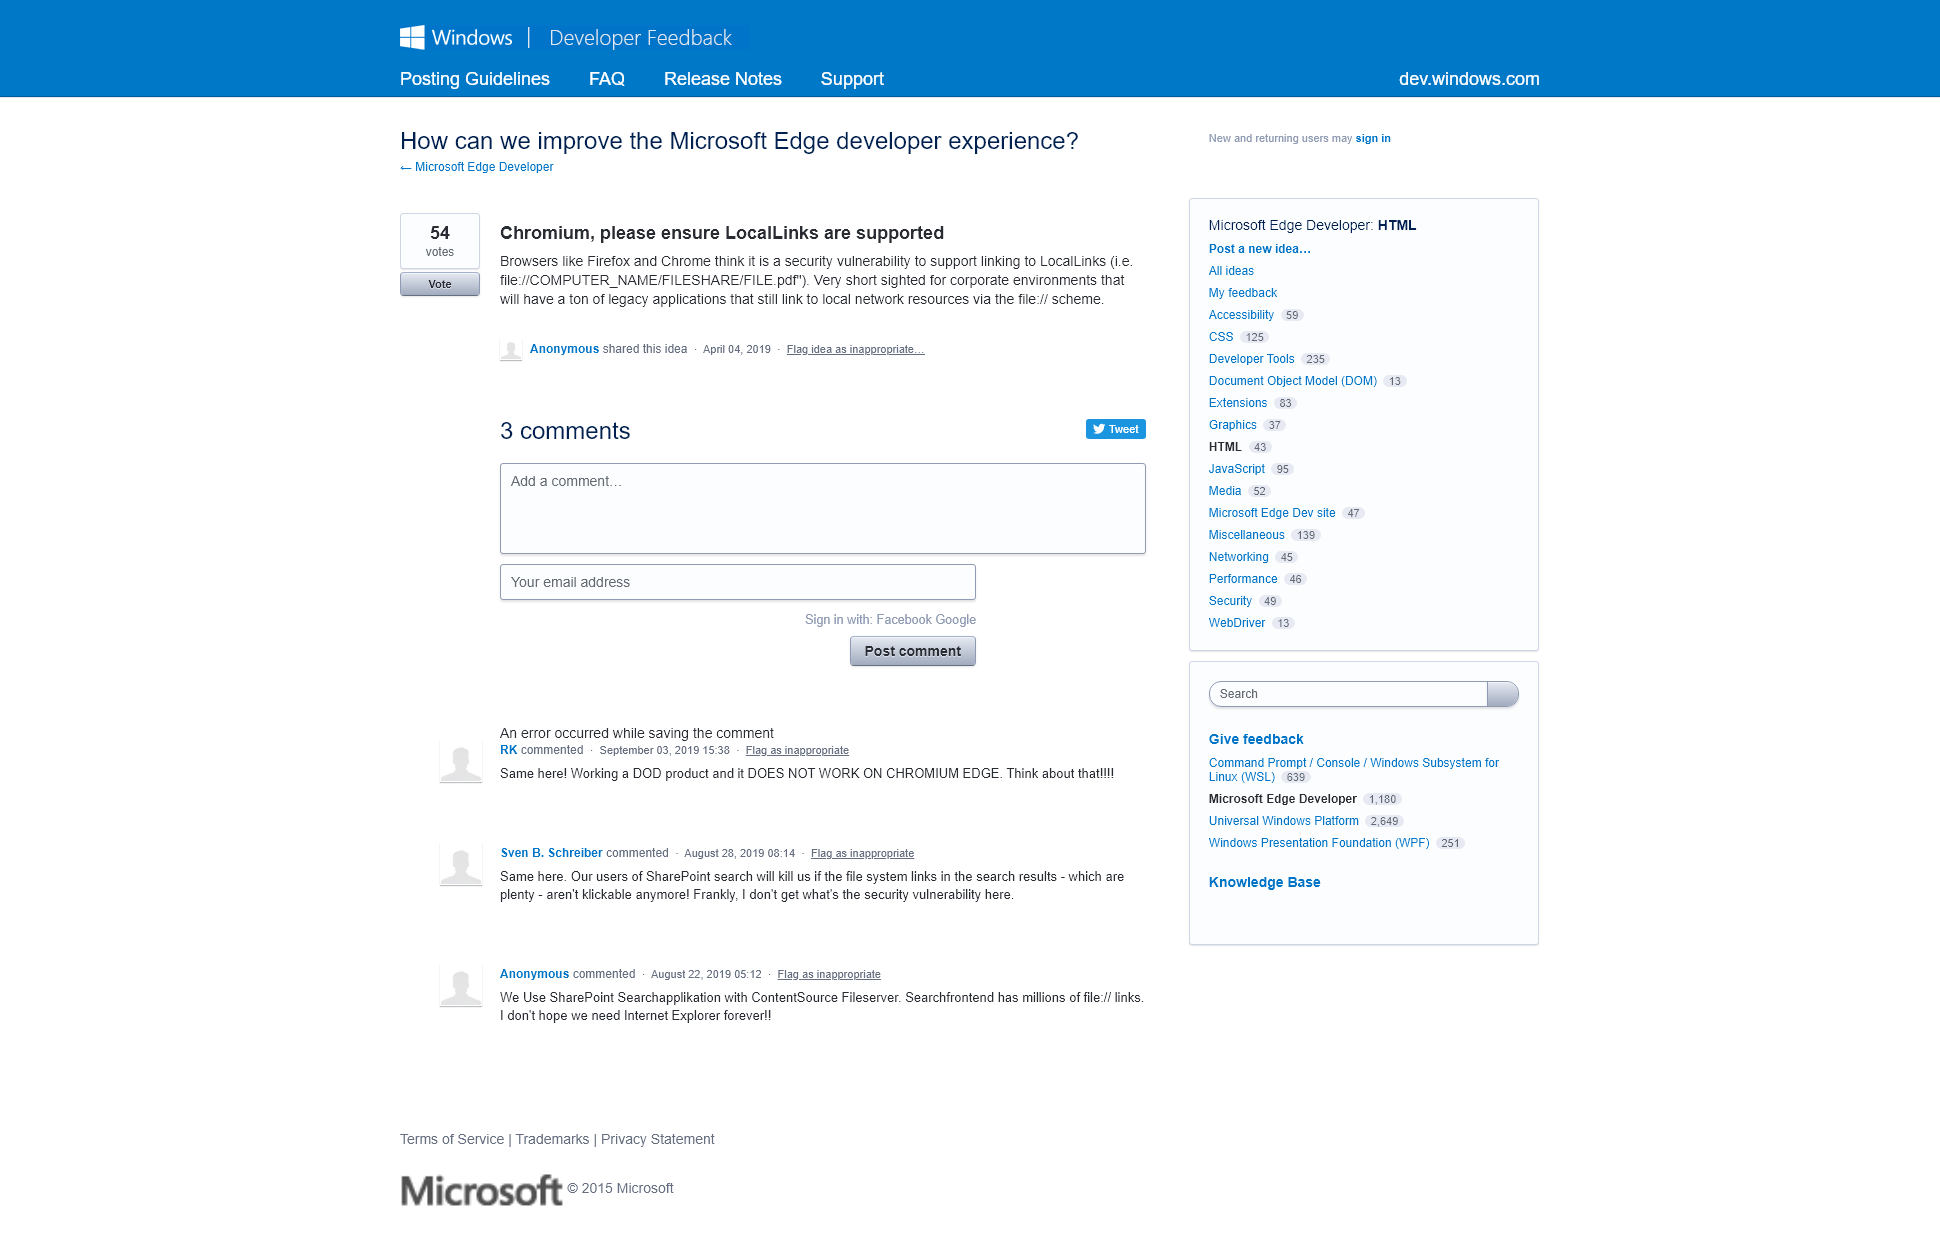 Windows | Developer Feedback
Posting Guidelines FAQ Release Notes Support dev.windows.com
How can we improve the Microsoft Edge developer experience?
← Microsoft Edge Developer
New and returning users may sign in
54
votes
Vote
Chromium, please ensure LocalLinks are supported
Browsers like Firefox and Chrome think it is a security vulnerability to support linking to LocalLinks (i.e.
file://COMPUTER_NAME/FILESHARE/FILE.pdf"). Very short sighted for corporate environments that
will have a ton of legacy applications that still link to local network resources via the file:// scheme.
Anonymous shared this idea · April 04, 2019 · Flag idea as inappropriate…
3 comments
Tweet
Add a comment…
Your email address
Sign in with: Facebook Google
Post comment
An error occurred while saving the comment
RK commented · September 03, 2019 15:38 · Flag as inappropriate
Same here! Working a DOD product and it DOES NOT WORK ON CHROMIUM EDGE. Think about that!!!!
Sven B. Schreiber commented · August 28, 2019 08:14 · Flag as inappropriate
Same here. Our users of SharePoint search will kill us if the file system links in the search results - which are
plenty - aren't klickable anymore! Frankly, I don't get what's the security vulnerability here.
Anonymous commented · August 22, 2019 05:12 · Flag as inappropriate
We Use SharePoint Searchapplikation with ContentSource Fileserver. Searchfrontend has millions of file:// links.
I don't hope we need Internet Explorer forever!!
Microsoft Edge Developer: HTML
Post a new idea…
All ideas
My feedback
Accessibility 59
CSS 125
Developer Tools 235
Document Object Model (DOM) 13
Extensions 83
Graphics 37
HTML 43
JavaScript 95
Media 52
Microsoft Edge Dev site 47
Miscellaneous 139
Networking 45
Performance 46
Security 49
WebDriver 13
Search
Give feedback
Command Prompt / Console / Windows Subsystem for
Linux (WSL) 639
Microsoft Edge Developer 1,180
Universal Windows Platform 2,649
Windows Presentation Foundation (WPF) 251
Knowledge Base
Terms of Service | Trademarks | Privacy Statement
Microsoft © 2015 Microsoft